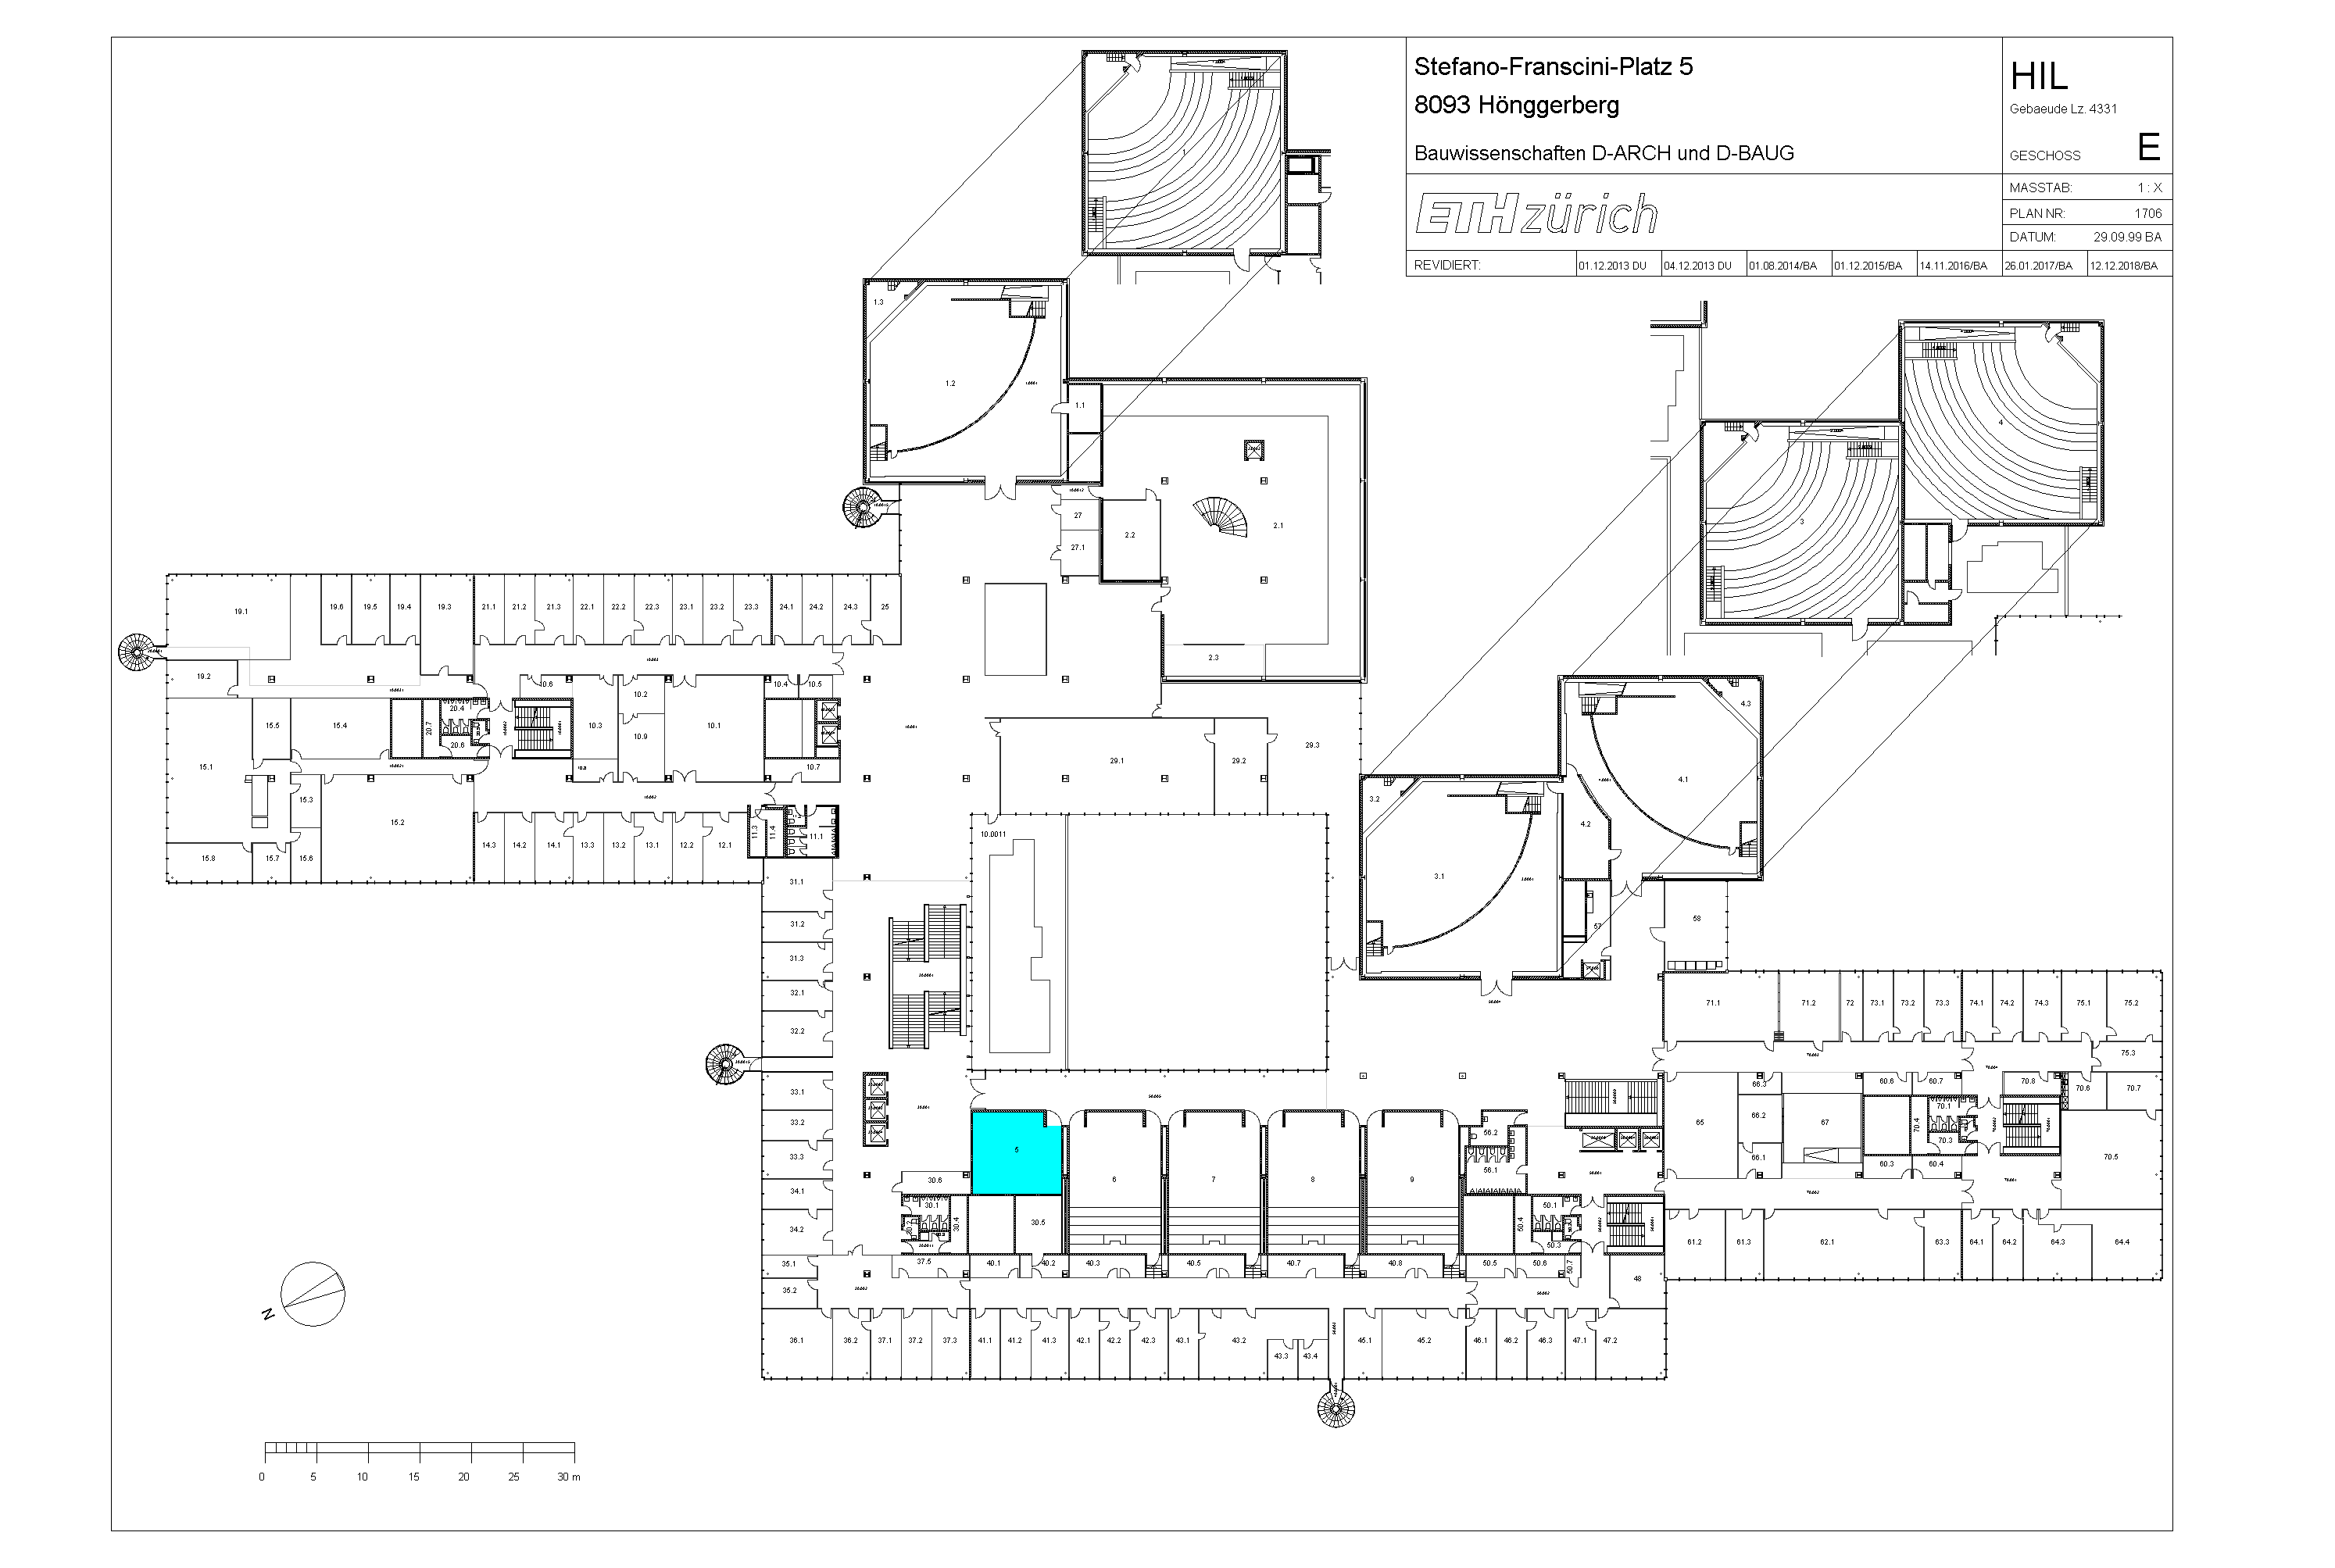 Stefano-Franscini-Platz 5
8093 Hönggerberg
Bauwissenschaften D-ARCH und D-BAUG
HIL
Gebaeude Lz. 4331
GESCHOSS E
ETHzürich
MASSTAB: 1 : X
PLAN NR: 1706
DATUM: 29.09.99 BA
REVIDIERT: 01.12.2013 DU 04.12.2013 DU 01.08.2014/BA 01.12.2015/BA 14.11.2016/BA 26.01.2017/BA 12.12.2018/BA
1
1.3
1.2
1.1
4
3
27
27.1
2.2
2.1
2.3
19.1
19.6 19.5 19.4 19.3 21.1 21.2 21.3 22.1 22.2 22.3 23.1 23.2 23.3 24.1 24.2 24.3 25
19.2
10.6 10.2 10.4 10.5
15.5 15.4 20.7 20.4 20.6 10.3 10.9 10.1
15.1 10.7
29.1 29.2 29.3
15.3 15.2
11.3 11.4 11.1
10.0011
15.8 15.7 15.6 14.3 14.2 14.1 13.3 13.2 13.1 12.2 12.1
4.3
4.1
3.2
4.2
3.1
57
58
31.1
31.2
31.3
32.1
32.2
33.1
33.2
33.3
34.1
34.2
71.1 71.2 72 73.1 73.2 73.3 74.1 74.2 74.3 75.1 75.2
75.3
66.3 60.6 60.7 70.8 70.6 70.7
65 66.2 67 70.4 70.1 70.3
66.1 60.3 60.4 70.5
5
6 7 8 9
56.2
56.1
30.6
30.1 30.2 30.4 30.5
50.4 50.1 50.3
61.2 61.3 62.1 63.3 64.1 64.2 64.3 64.4
35.1 37.5 40.1 40.2 40.3 40.5 40.7 40.8 50.5 50.6 50.7 48
35.2
36.1 36.2 37.1 37.2 37.3 41.1 41.2 41.3 42.1 42.2 42.3 43.1 43.2 43.3 43.4 45.1 45.2 46.1 46.2 46.3 47.1 47.2
N
0 5 10 15 20 25 30 m